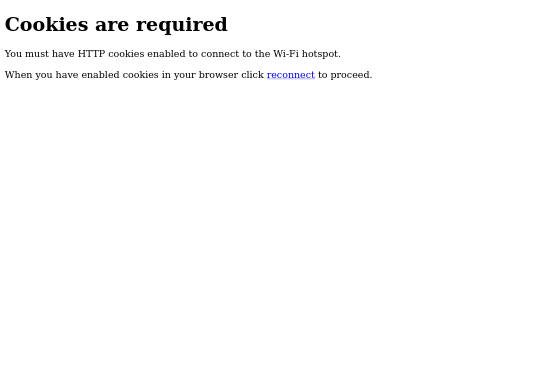 Cookies are required
You must have HTTP cookies enabled to connect to the Wi-Fi hotspot.
When you have enabled cookies in your browser click reconnect to proceed.